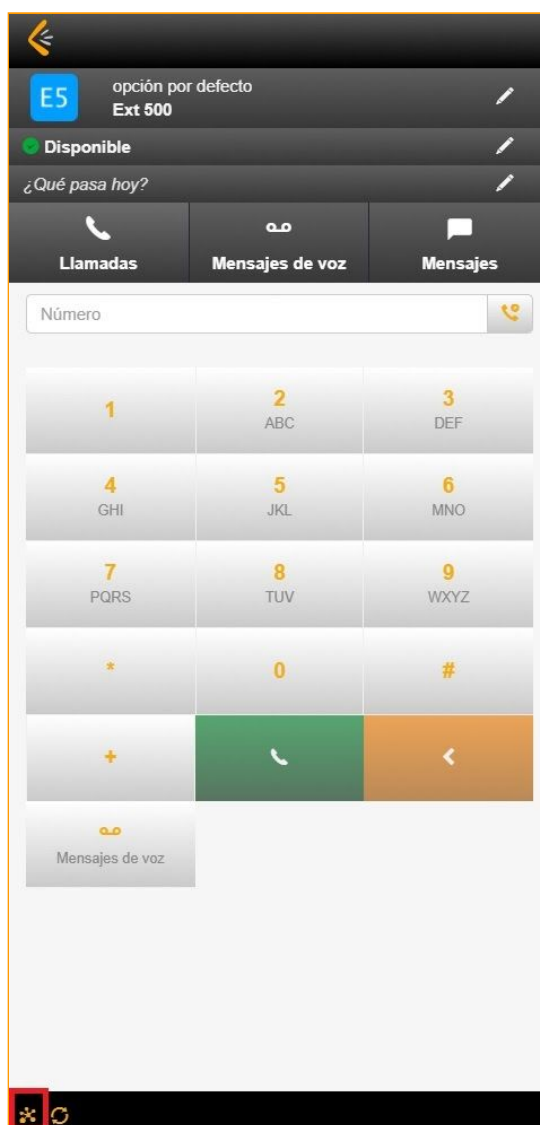 E5
opción por defecto
Ext 500
Disponible
¿Qué pasa hoy?
Llamadas Mensajes de voz Mensajes
Número
1 2 3
ABC DEF
4 5 6
GHI JKL MNO
7 8 9
PQRS TUV WXYZ
* 0 #
+
Mensajes de voz